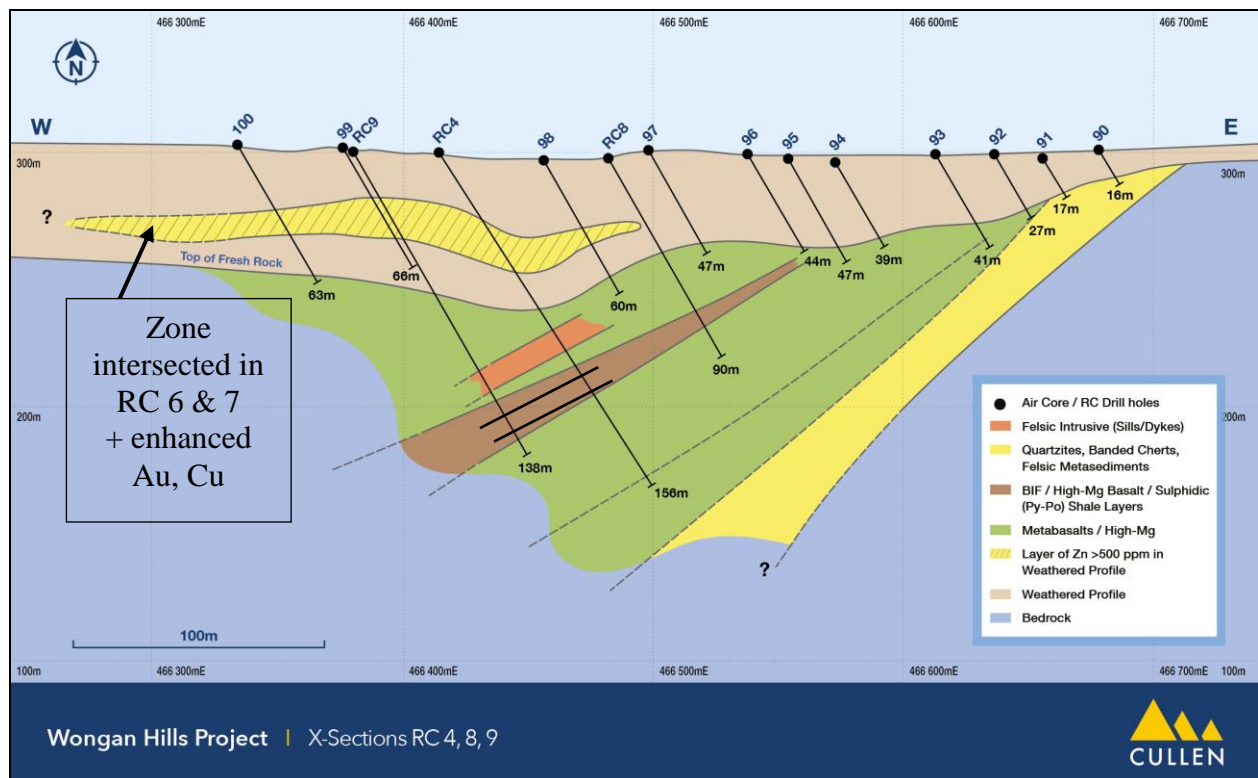 466 300mE
466 400mE
466 500mE
466 600mE
466 700mE
N
W
E
100
99
RC9
RC4
98
RC8
97
96
95
94
93
92
91
90
300m
300m
16m
17m
27m
?
47m
44m
47m
39m
41m
Top of Fresh Rock
66m
63m
60m
Zone
intersected in
RC 6 & 7
+ enhanced
Au, Cu
90m
200m
200m
138m
156m
?
Air Core / RC Drill holes
Felsic Intrusive (Sills/Dykes)
Quartzites, Banded Cherts,
Felsic Metasediments
BIF / High-Mg Basalt / Sulphidic
(Py-Po) Shale Layers
Metabasalts / High-Mg
Layer of Zn >500 ppm in
Weathered Profile
Weathered Profile
Bedrock
100m
100m
466 300mE
466 400mE
466 500mE
466 600mE
466 700mE
100m
Wongan Hills Project | X-Sections RC 4, 8, 9
CULLEN